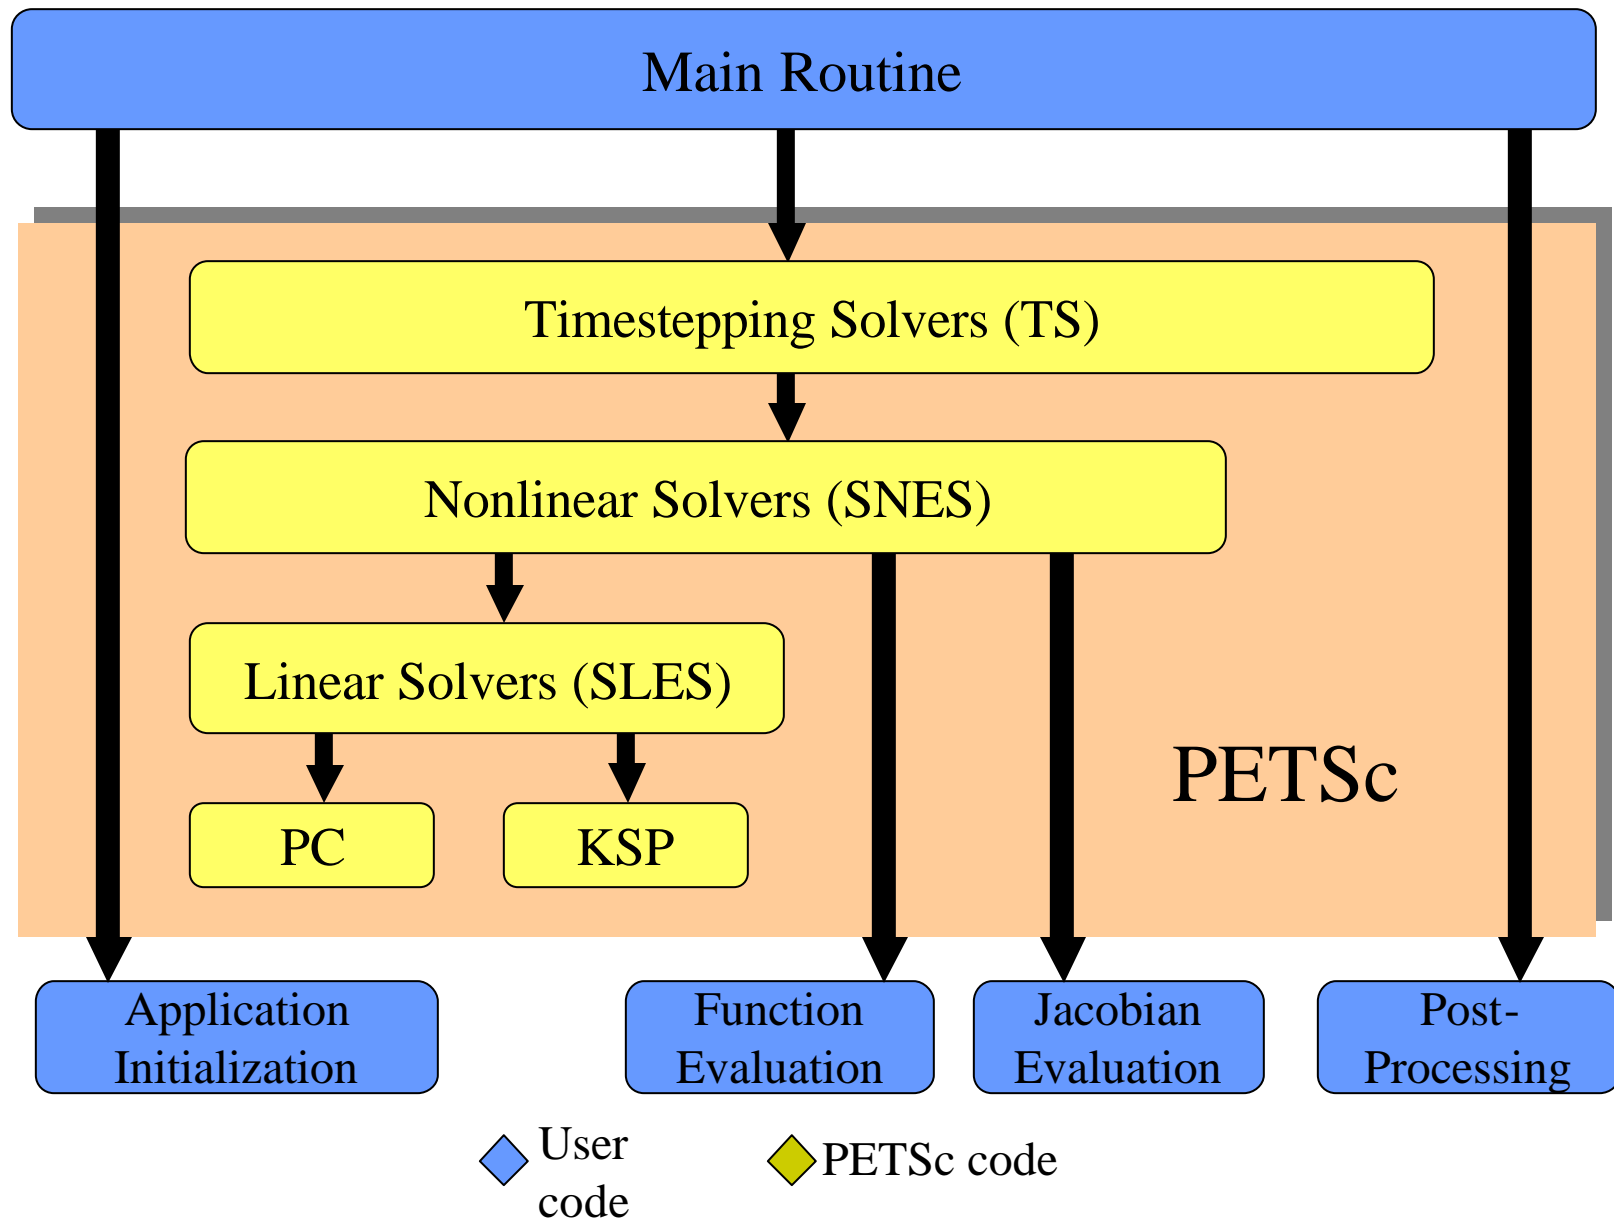 Main Routine
Timestepping Solvers (TS)
Nonlinear Solvers (SNES)
Linear Solvers (SLES)
PETSc
PC
KSP
Application
Initialization
Function
Evaluation
Jacobian
Evaluation
Post-
Processing
User
code
PETSc code